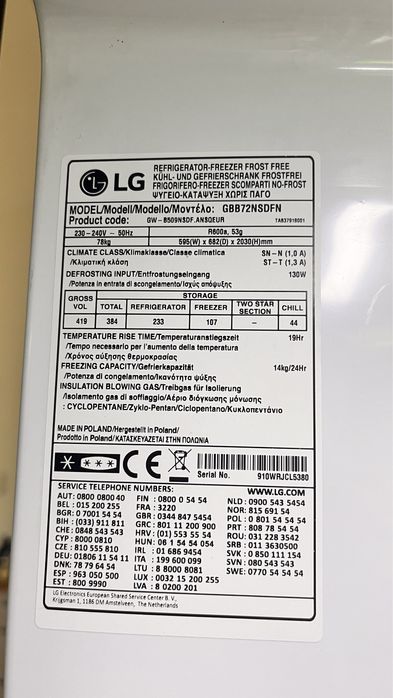 LG
REFRIGERATOR-FREEZER FROST FREE
KÜHL- UND GEFRIERSCHRANK FROSTFREI
FRIGORIFERO-FREEZER SCOMPARTI NO-FROST
ΨΥΓΕΙΟ-ΚΑΤΑΨΥΞΗ ΧΩΡΙΣ ΠΑΓΟ
MODEL/Modell/Modello/Μοντέλο: GBB72NSDFN
Product code: GW-B509NSDF.ANSQEUR TAB37918001
230-240V ~ 50Hz R600a, 53g
78kg 595(W) x 682(D) x 2030(H)mm
CLIMATE CLASS/Klimaklasse/Classe climatica SN-N (1,0 A)
/Κλιματική κλάση ST-T (1,3 A)
DEFROSTING INPUT/Entfrostungseingang 130W
/Potenza in entrata di scongelamento/Ισχύς απόψυξης
GROSS VOL STORAGE
TOTAL REFRIGERATOR FREEZER TWO STAR SECTION CHILL
419 384 233 107 - 44
TEMPERATURE RISE TIME/Temperaturanstiegszeit 19Hr
/Tempo necessario per l'aumento della temperatura
/Χρόνος αύξησης θερμοκρασίας
FREEZING CAPACITY/Gefrierkapazität 14kg/24Hr
/Potenza di congelamento/Ικανότητα ψύξης
INSULATION BLOWING GAS/Treibgas für Isolierung
/Isolamento gas di soffiaggio/Αέριο διόγκωσης μόνωσης
: CYCLOPENTANE/Zyklo-Pentan/Ciclopentano/Κυκλοπεντάνιο
MADE IN POLAND/Hergestellt in Poland/
Prodotto in Poland/ΚΑΤΑΣΚΕΥΑΖΕΤΑΙ ΣΤΗΝ ΠΟΛΩΝΙΑ
CE
Serial No. 910WRJCL5380
SERVICE TELEPHONE NUMBERS: WWW.LG.COM
AUT: 0800 0800 40 FIN : 0800 0 54 54 NLD : 0900 543 5454
BEL : 015 200 255 FRA : 3220 NOR: 815 691 54
BGR: 0 7001 54 54 GBR : 0344 847 5454 POL : 0 801 54 54 54
BIH : (033) 911 811 GRC : 801 11 200 900 PRT : 808 78 54 54
CHE: 0848 543 543 HRV : (01) 553 55 54 ROU: 031 228 3542
CYP : 8000 0810 HUN : 06 1 54 54 054 SRB : 011 3630500
CZE : 810 555 810 IRL : 01 686 9454 SVK : 0 850 111 154
DEU: 01806 11 54 11 ITA : 199 600 099 SVN : 080 543 543
DNK: 78 79 64 54 LTU : 8 8000 8081 SWE: 0770 54 54 54
ESP : 963 050 500 LUX : 0032 15 200 255
EST : 800 9990 LVA : 8 0200 201
LG Electronics European Shared Service Center B. V.,
Krijgsman 1, 1186 DM Amstelveen, The Netherlands